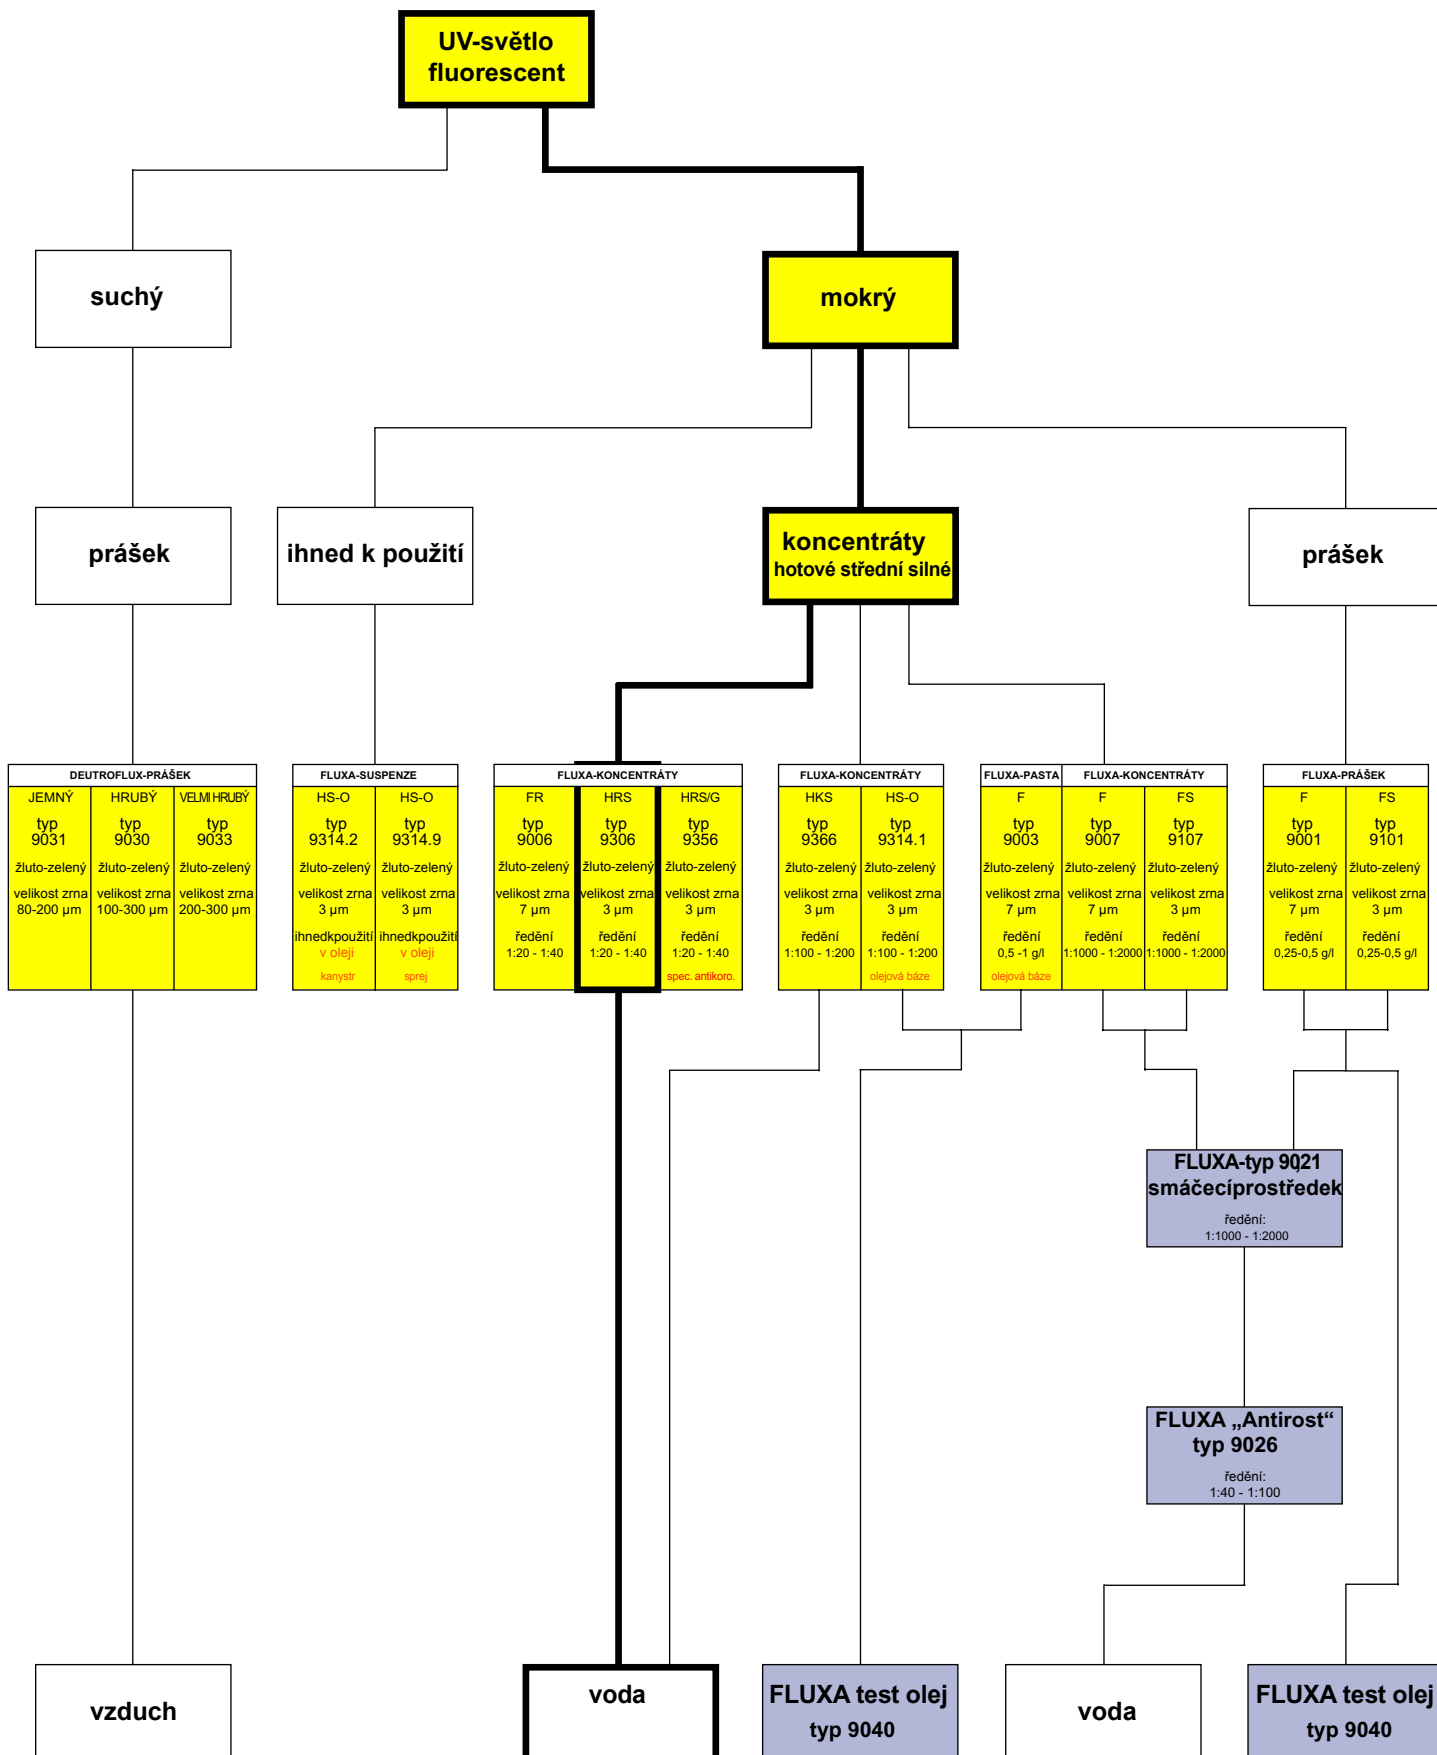 UV-světlo
fluorescent
suchý
mokrý
prášek
ihned k použití
koncentráty
hotové střední silné
prášek
DEUTROFLUX-PRÁŠEK
JEMNÝ
typ
9031
žluto-zelený
velikost zrna
80-200 µm
HRUBÝ
typ
9030
žluto-zelený
velikost zrna
100-300 µm
VELMI HRUBÝ
typ
9033
žluto-zelený
velikost zrna
200-300 µm
FLUXA-SUSPENZE
HS-O
typ
9314.2
žluto-zelený
velikost zrna
3 µm
ihnedkpoužití
v oleji
kanystr
HS-O
typ
9314.9
žluto-zelený
velikost zrna
3 µm
ihnedkpoužití
v oleji
sprej
FLUXA-KONCENTRÁTY
FR
typ
9006
žluto-zelený
velikost zrna
7 µm
ředění
1:20 - 1:40
HRS
typ
9306
žluto-zelený
velikost zrna
3 µm
ředění
1:20 - 1:40
HRS/G
typ
9356
žluto-zelený
velikost zrna
3 µm
ředění
1:20 - 1:40
spec. antikoro.
FLUXA-KONCENTRÁTY
HKS
typ
9366
žluto-zelený
velikost zrna
3 µm
ředění
1:100 - 1:200
HS-O
typ
9314.1
žluto-zelený
velikost zrna
3 µm
ředění
1:100 - 1:200
olejová báze
FLUXA-PASTA
F
typ
9003
žluto-zelený
velikost zrna
7 µm
ředění
0,5 -1 g/l
olejová báze
FLUXA-KONCENTRÁTY
F
typ
9007
žluto-zelený
velikost zrna
7 µm
ředění
1:1000 - 1:2000
FS
typ
9107
žluto-zelený
velikost zrna
3 µm
ředění
1:1000 - 1:2000
FLUXA-PRÁŠEK
F
typ
9001
žluto-zelený
velikost zrna
7 µm
ředění
0,25-0,5 g/l
FS
typ
9101
žluto-zelený
velikost zrna
3 µm
ředění
0,25-0,5 g/l
FLUXA-typ 9021
smáčecíprostředek
ředění:
1:1000 - 1:2000
FLUXA „Antirost“
typ 9026
ředění:
1:40 - 1:100
vzduch
voda
FLUXA test olej
typ 9040
voda
FLUXA test olej
typ 9040